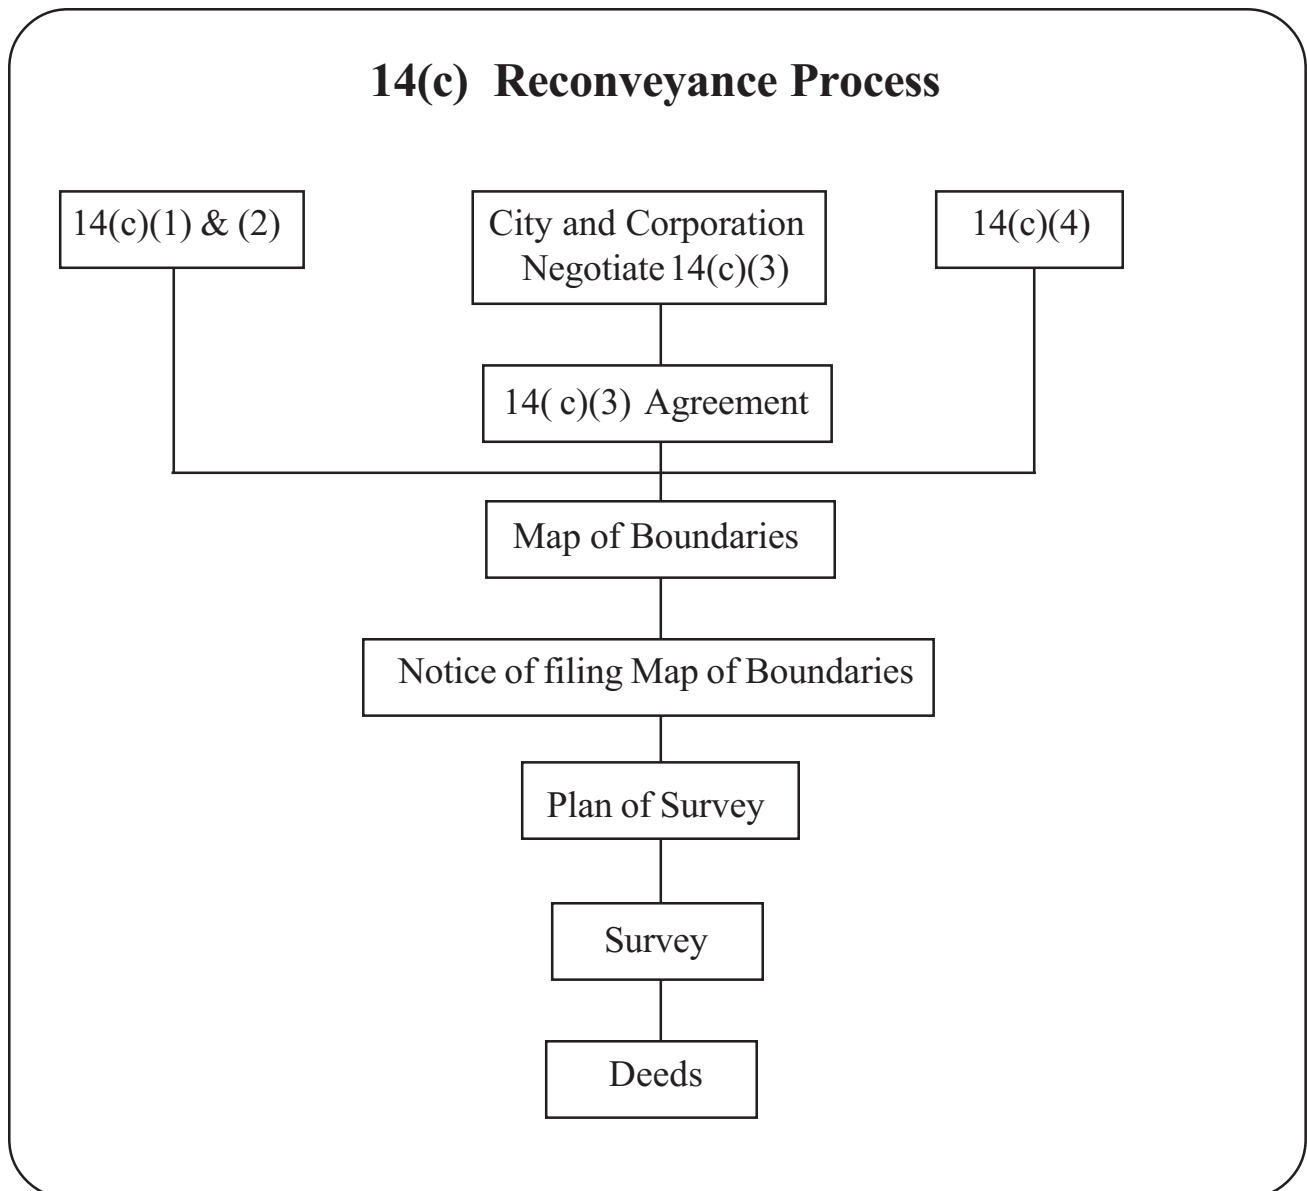 14(c) Reconveyance Process
14(c)(1) & (2)
City and Corporation
Negotiate 14(c)(3)
14(c)(4)
14( c)(3) Agreement
Map of Boundaries
Notice of filing Map of Boundaries
Plan of Survey
Survey
Deeds